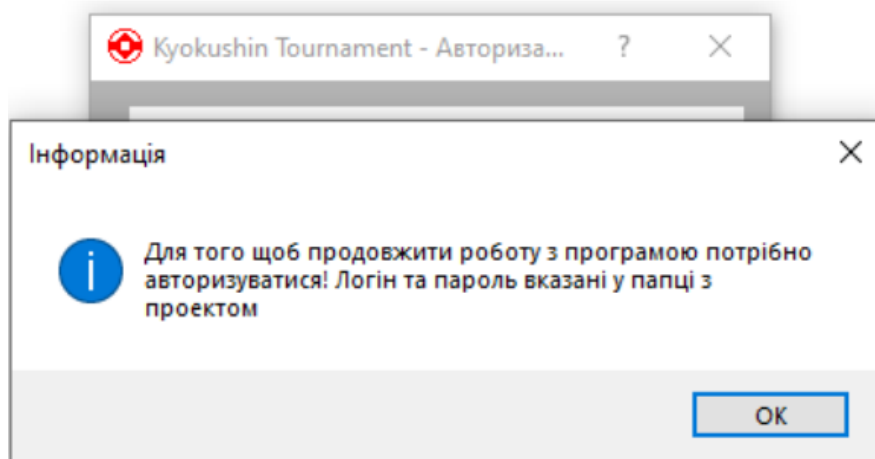 Kyokushin Tournament - Авториза...
?
Інформація
Для того щоб продовжити роботу з програмою потрібно
авторизуватися! Логін та пароль вказані у папці з
проектом
OK